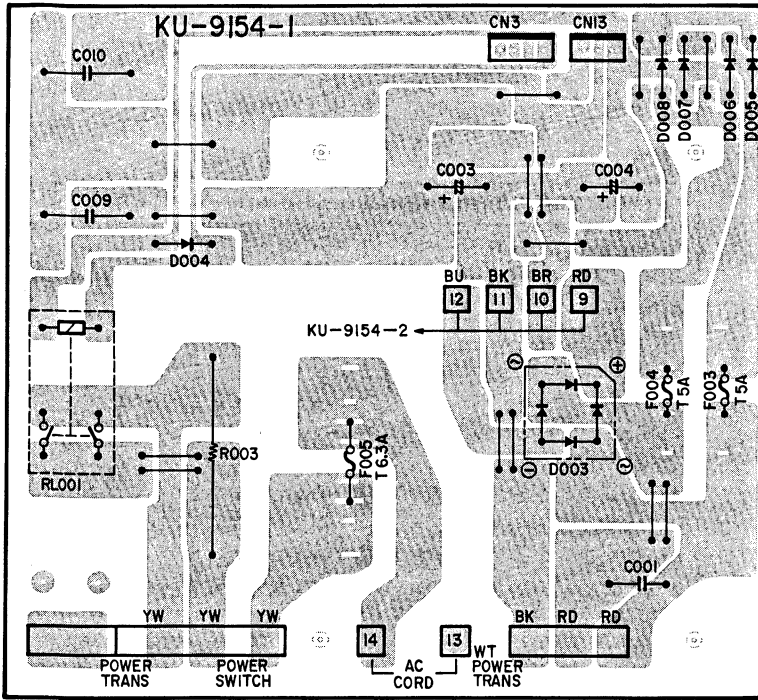 KU-9154-1
CN3
CN13
C010
D008
D007
D006
D005
C003
+
C004
+
C009
D004
BU
BK
BR
RD
12
11
10
9
KU-9154-2
F004
T5A
F003
T5A
R003
F005
T6.3A
RL001
D003
C001
YW
YW
YW
BK
RD
RD
14
13
WT
POWER
TRANS
POWER
SWITCH
AC
CORD
POWER
TRANS